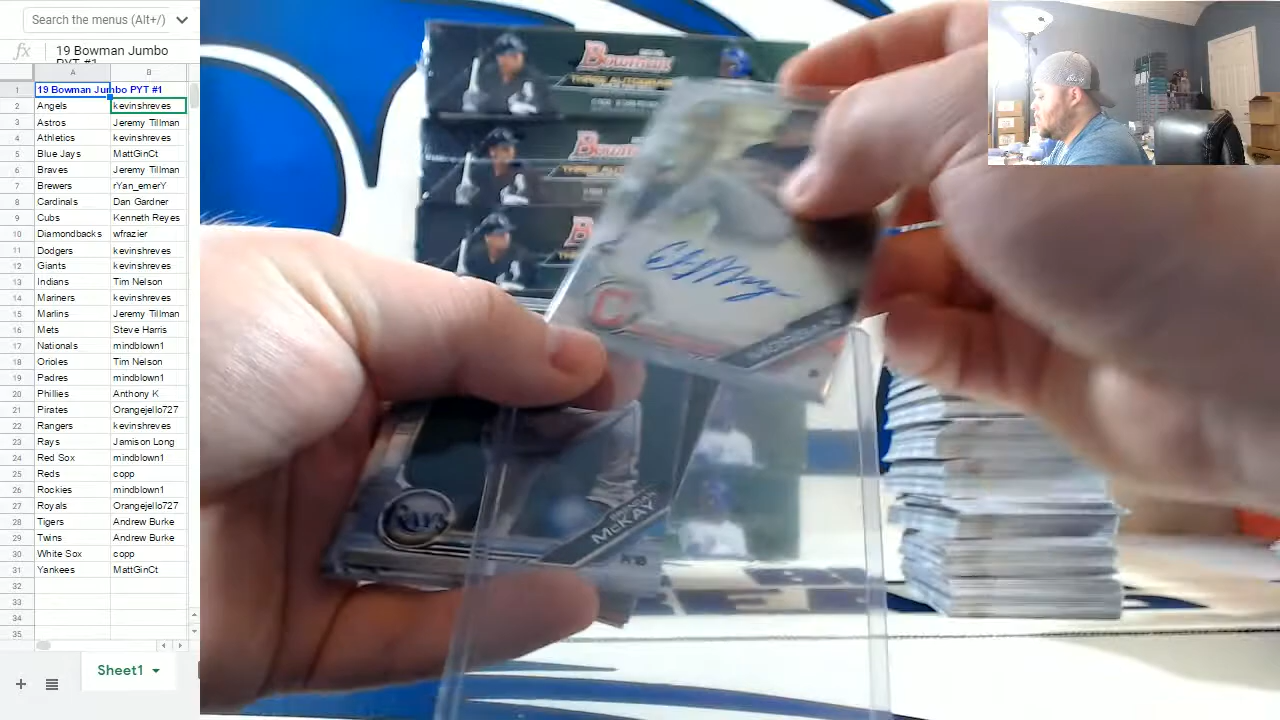 Search the menus (Alt+/)
fx 19 Bowman Jumbo
PYT #1
A B
1 19 Bowman Jumbo PYT #1
2 Angels kevinshreves
3 Astros Jeremy Tillman
4 Athletics kevinshreves
5 Blue Jays MattGinCt
6 Braves Jeremy Tillman
7 Brewers rYan_emerY
8 Cardinals Dan Gardner
9 Cubs Kenneth Reyes
10 Diamondbacks wfrazier
11 Dodgers kevinshreves
12 Giants kevinshreves
13 Indians Tim Nelson
14 Mariners kevinshreves
15 Marlins Jeremy Tillman
16 Mets Steve Harris
17 Nationals mindblown1
18 Orioles Tim Nelson
19 Padres mindblown1
20 Phillies Anthony K
21 Pirates Orangejello727
22 Rangers kevinshreves
23 Rays Jamison Long
24 Red Sox mindblown1
25 Reds copp
26 Rockies mindblown1
27 Royals Orangejello727
28 Tigers Andrew Burke
29 Twins Andrew Burke
30 White Sox copp
31 Yankees MattGinCt
32
33
34
35
Sheet1
Bowman
THREE AUTOGRAPH
Bowman
B
C
Rays
McKAY